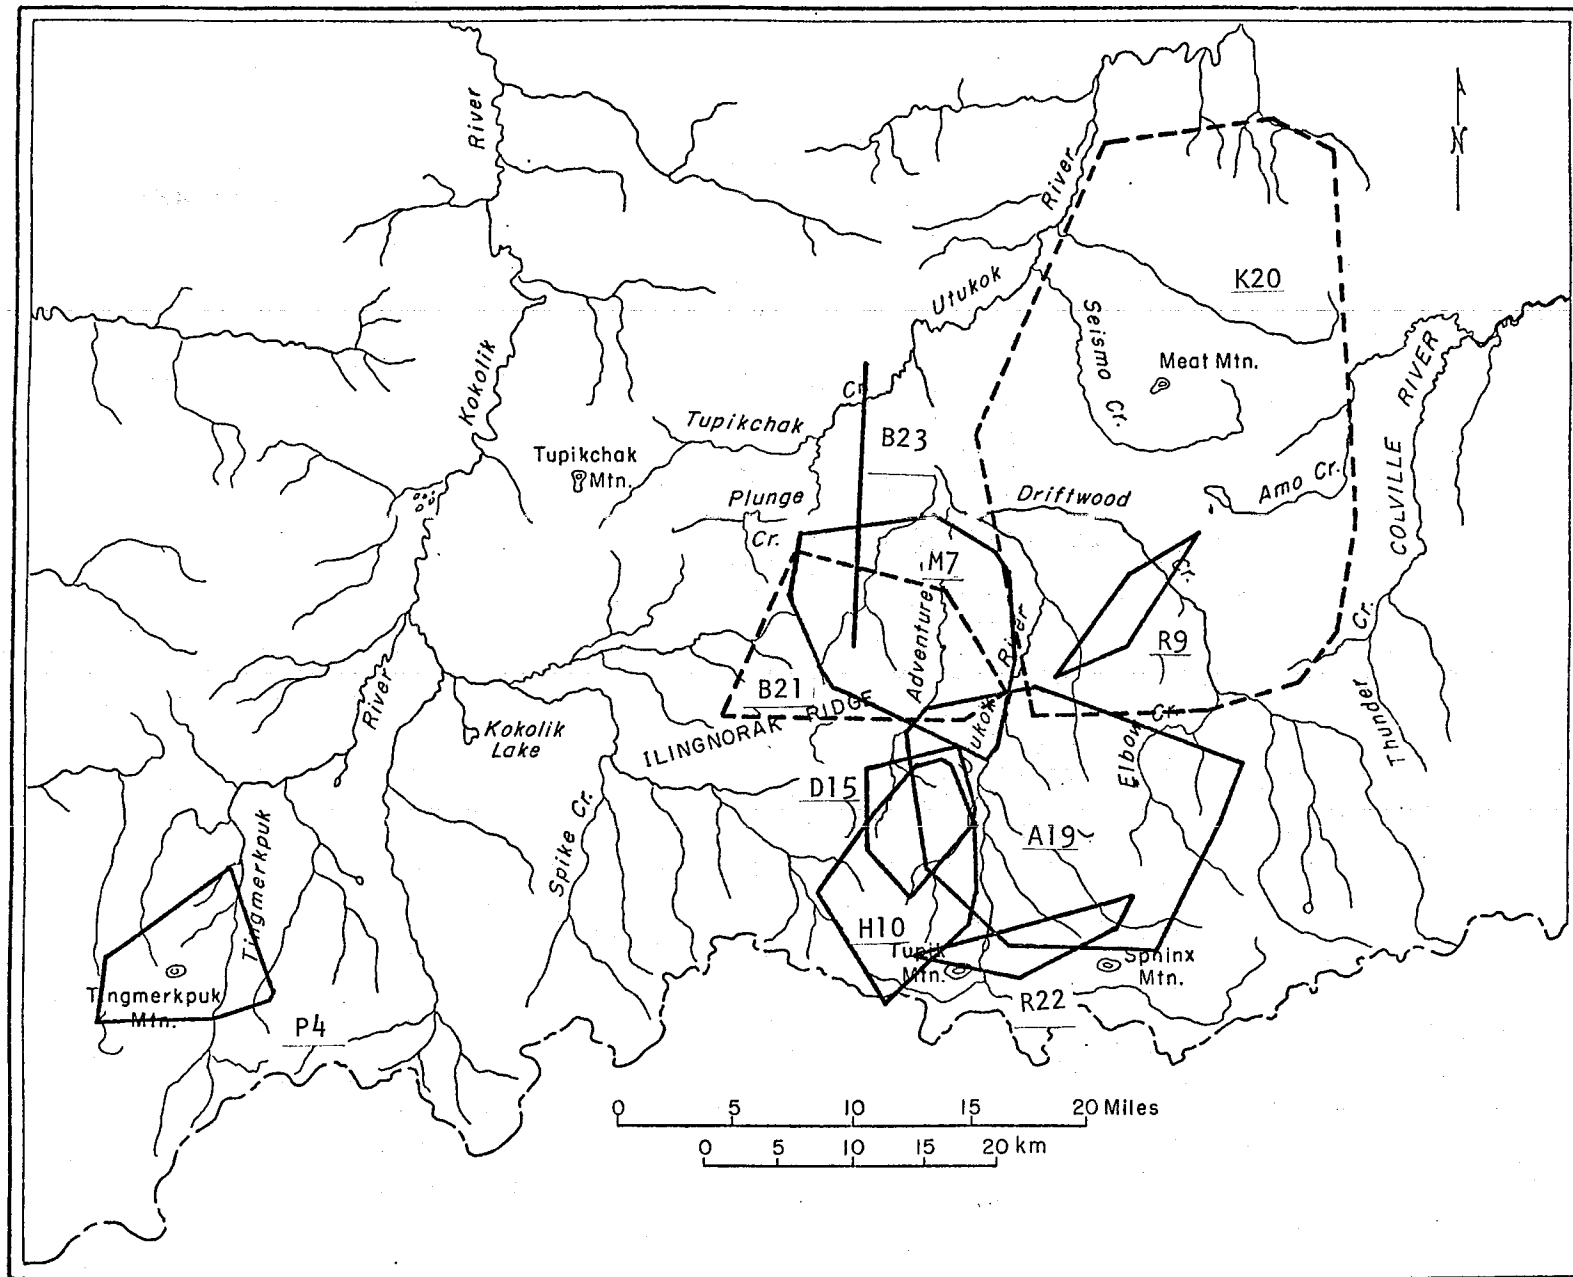 River
N
River
K20
Utukok
Seismo Cr.
Meat Mtn.
COLVILLE RIVER
Kokolik
Cr.
Tupikchak
B23
Tupikchak
Mtn.
Amo Cr.
Plunge
Cr.
Driftwood
M7
Cr.
Adventure
River
R9
Cr.
River
B21
ILINGNORAK RIDGE
Utukok
Elbow Cr.
Thunder
Kokolik
Lake
D15
Spike Cr.
A19
Tingmerkpuk
H10
Tupik
Mtn.
Sphinx
Mtn.
Tingmerkpuk
Mtn.
R22
P4
0 5 10 15 20 Miles
0 5 10 15 20 km